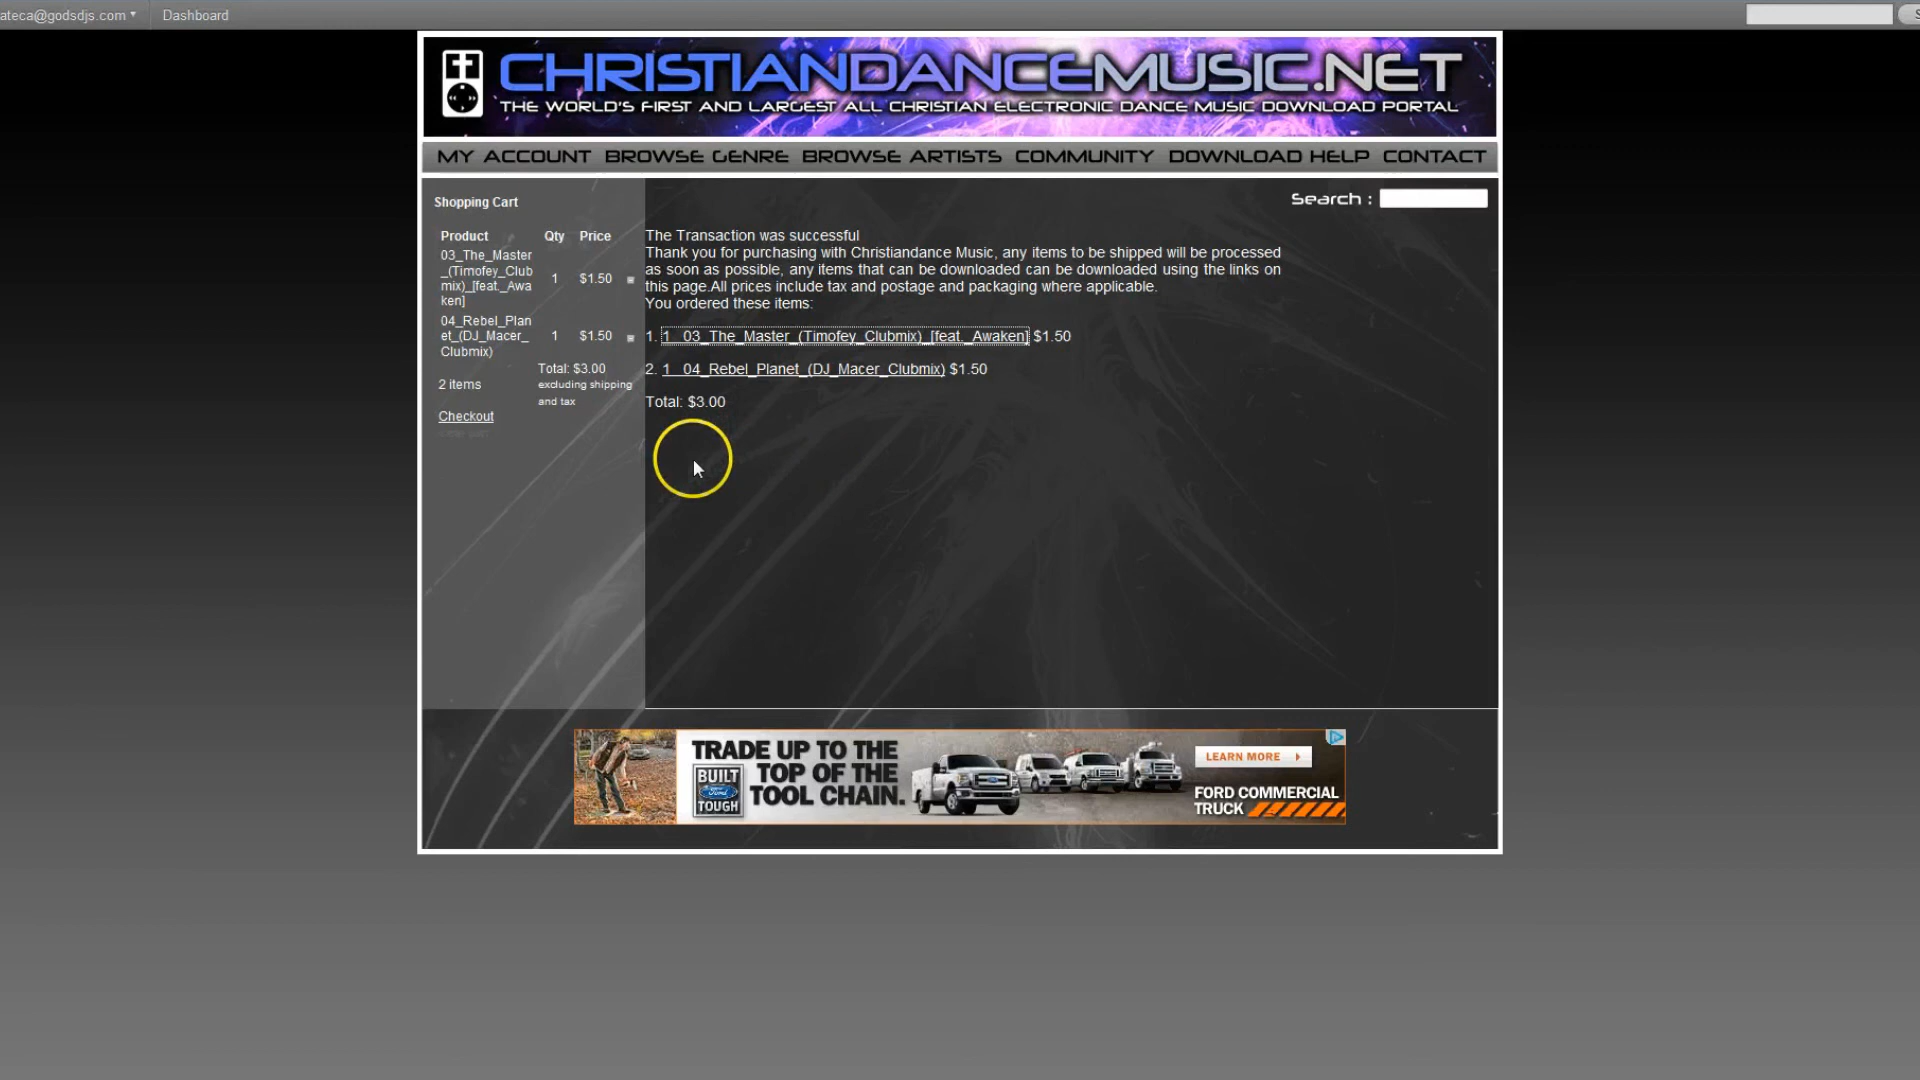 ateca@godsdjs.com Dashboard
CHRISTIANDANCEMUSIC.NET
THE WORLD'S FIRST AND LARGEST ALL CHRISTIAN ELECTRONIC DANCE MUSIC DOWNLOAD PORTAL
MY ACCOUNT BROWSE GENRE BROWSE ARTISTS COMMUNITY DOWNLOAD HELP CONTACT
Search :
Shopping Cart
Product Qty Price
03_The_Master
_(Timofey_Club
mix)_[feat._Awa
ken]
1 $1.50
04_Rebel_Plan
et_(DJ_Macer_
Clubmix)
1 $1.50
2 items
Total: $3.00
excluding shipping
and tax
Checkout
The Transaction was successful
Thank you for purchasing with Christiandance Music, any items to be shipped will be processed
as soon as possible, any items that can be downloaded can be downloaded using the links on
this page.All prices include tax and postage and packaging where applicable.
You ordered these items:
1. 1 03_The_Master_(Timofey_Clubmix)_[feat._Awaken] $1.50
2. 1 04_Rebel_Planet_(DJ_Macer_Clubmix) $1.50
Total: $3.00
TRADE UP TO THE
TOP OF THE
TOOL CHAIN.
BUILT
Ford
TOUGH
LEARN MORE
FORD COMMERCIAL
TRUCK